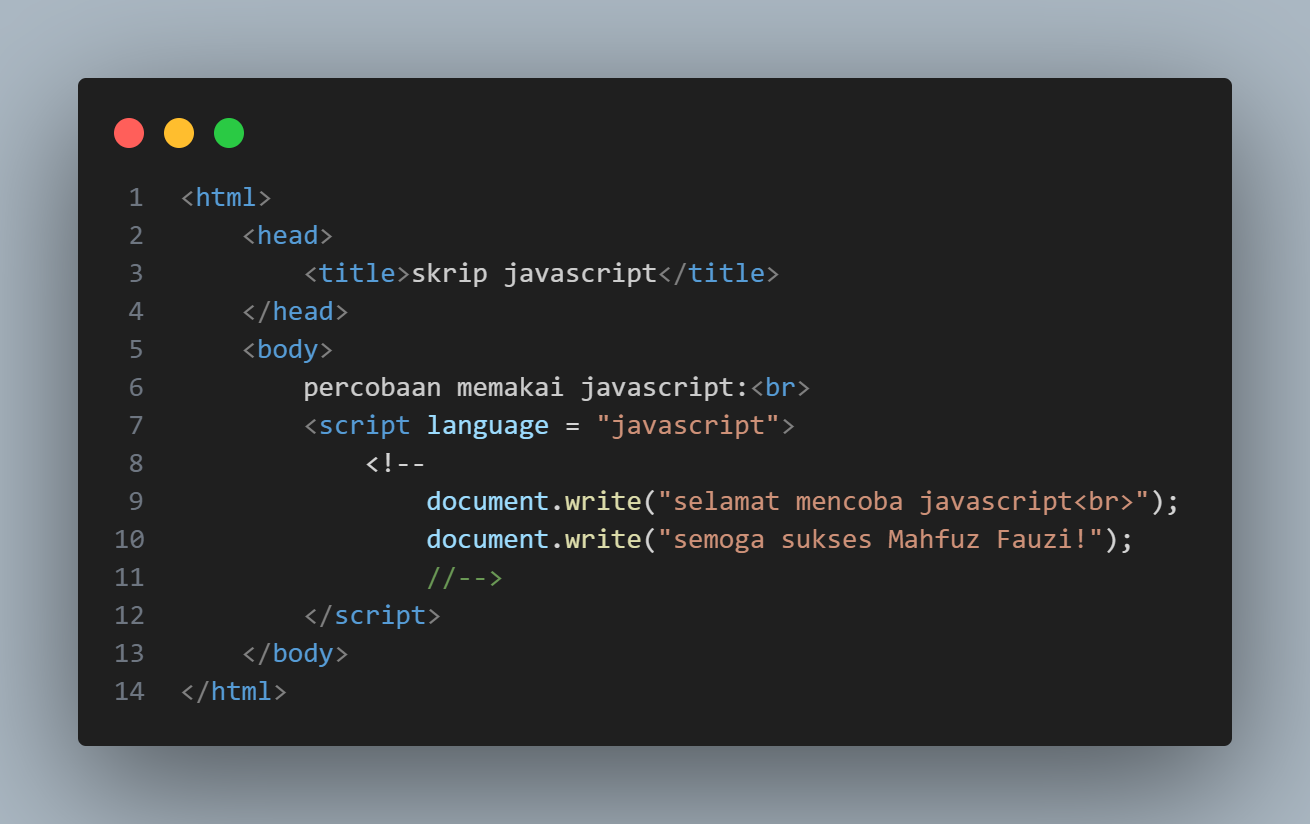 1 <html>
2     <head>
3         <title>skrip javascript</title>
4     </head>
5     <body>
6         percobaan memakai javascript:<br>
7         <script language = "javascript">
8             <!--
9                 document.write("selamat mencoba javascript<br>");
10                 document.write("semoga sukses Mahfuz Fauzi!");
11                 //-->
12         </script>
13     </body>
14 </html>